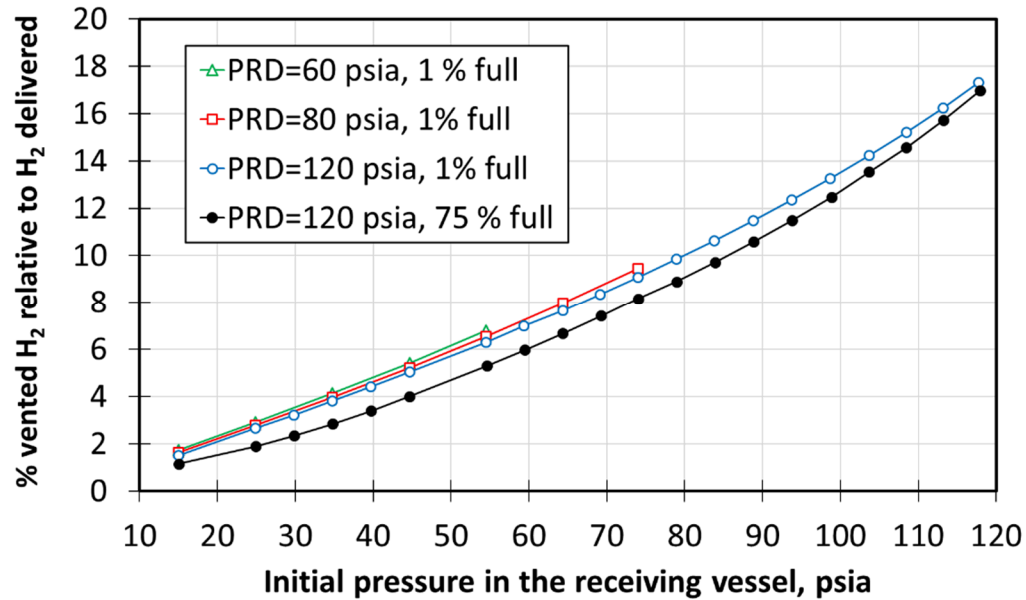 % vented H₂ relative to H₂ delivered
20
18
16
14
12
10
8
6
4
2
0
PRD=60 psia, 1 % full
PRD=80 psia, 1% full
PRD=120 psia, 1% full
PRD=120 psia, 75 % full
10 20 30 40 50 60 70 80 90 100 110 120
Initial pressure in the receiving vessel, psia